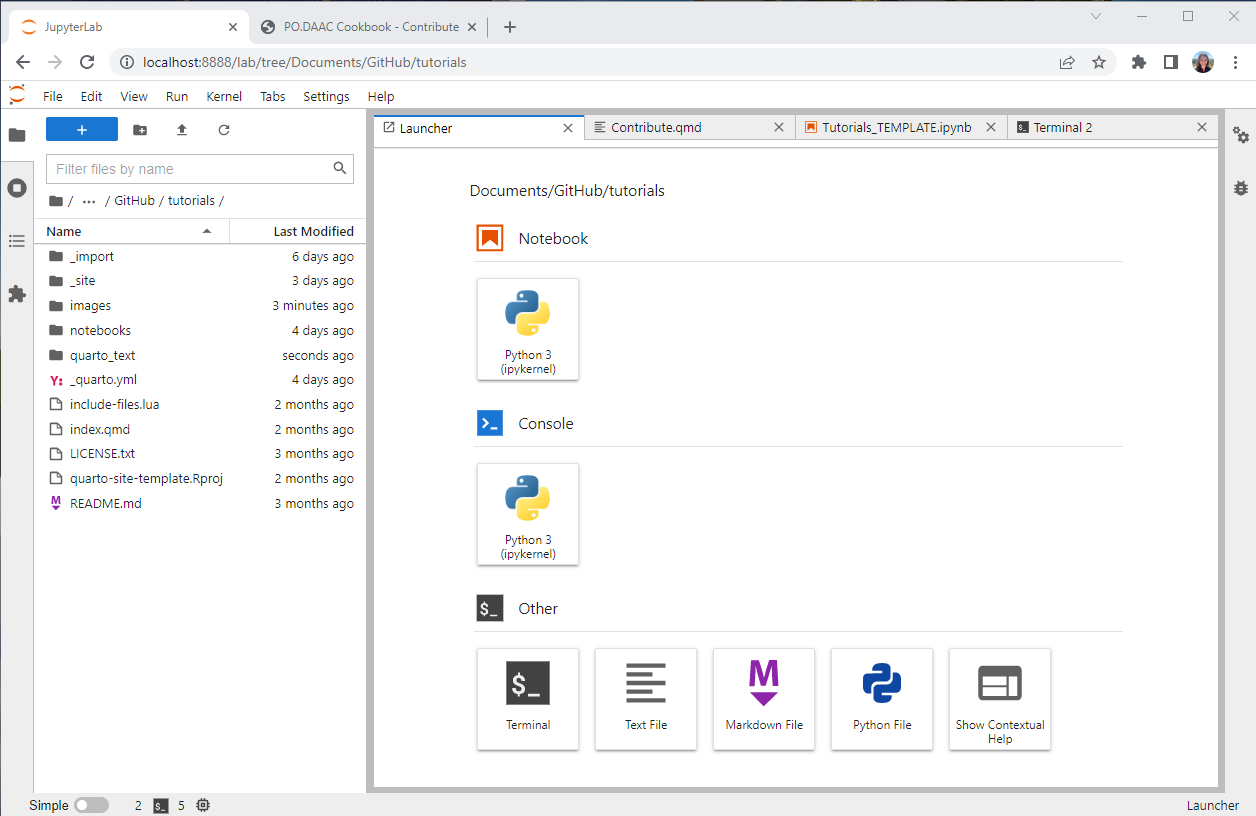 JupyterLab
PO.DAAC Cookbook - Contribute
localhost:8888/lab/tree/Documents/GitHub/tutorials
File Edit View Run Kernel Tabs Settings Help
+
Filter files by name
/ ··· / GitHub / tutorials /
Name Last Modified
_import 6 days ago
_site 3 days ago
images 3 minutes ago
notebooks 4 days ago
quarto_text seconds ago
Y: _quarto.yml 4 days ago
include-files.lua 2 months ago
index.qmd 2 months ago
LICENSE.txt 3 months ago
quarto-site-template.Rproj 2 months ago
M README.md 3 months ago
Launcher
Contribute.qmd
Tutorials_TEMPLATE.ipynb
$_ Terminal 2
Documents/GitHub/tutorials
Notebook
Python 3
(ipykernel)
>_ Console
Python 3
(ipykernel)
$_ Other
$_
Terminal
Text File
M
Markdown File
Python File
Show Contextual
Help
Simple 2 $_ 5
Launcher